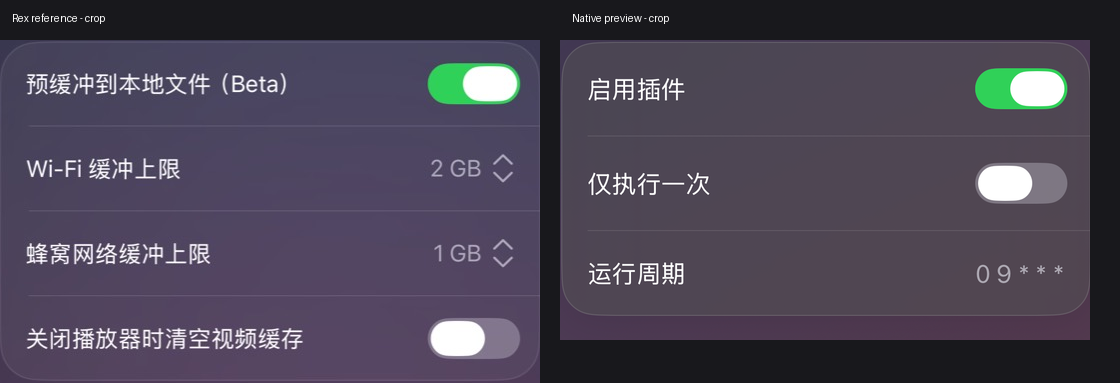 Rex reference - crop
预缓冲到本地文件（Beta）
Wi-Fi 缓冲上限
2 GB
蜂窝网络缓冲上限
1 GB
关闭播放器时清空视频缓存
Native preview - crop
启用插件
仅执行一次
运行周期
0 9 * * *